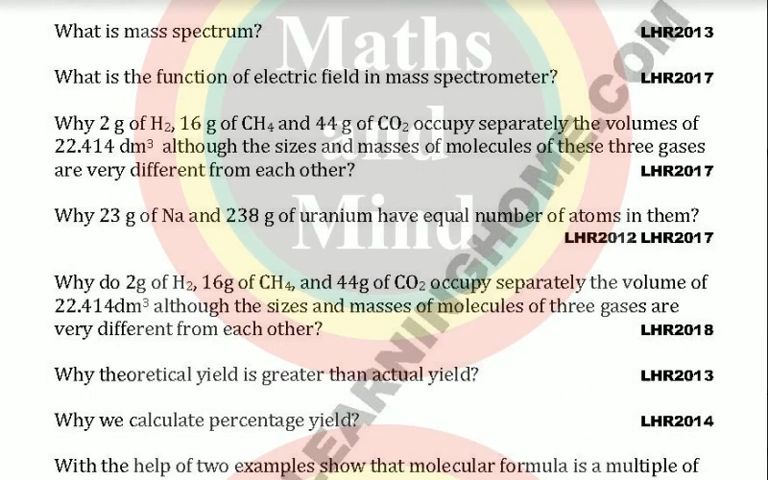 What is mass spectrum? LHR2013
What is the function of electric field in mass spectrometer? LHR2017
Why 2 g of H₂, 16 g of CH₄ and 44 g of CO₂ occupy separately the volumes of
22.414 dm³ although the sizes and masses of molecules of these three gases
are very different from each other? LHR2017
Why 23 g of Na and 238 g of uranium have equal number of atoms in them?
LHR2012 LHR2017
Why do 2g of H₂, 16g of CH₄, and 44g of CO₂ occupy separately the volume of
22.414dm³ although the sizes and masses of molecules of three gases are
very different from each other? LHR2018
Why theoretical yield is greater than actual yield? LHR2013
Why we calculate percentage yield? LHR2014
With the help of two examples show that molecular formula is a multiple of
Maths
and
Mind
LEARNINGHOME.COM